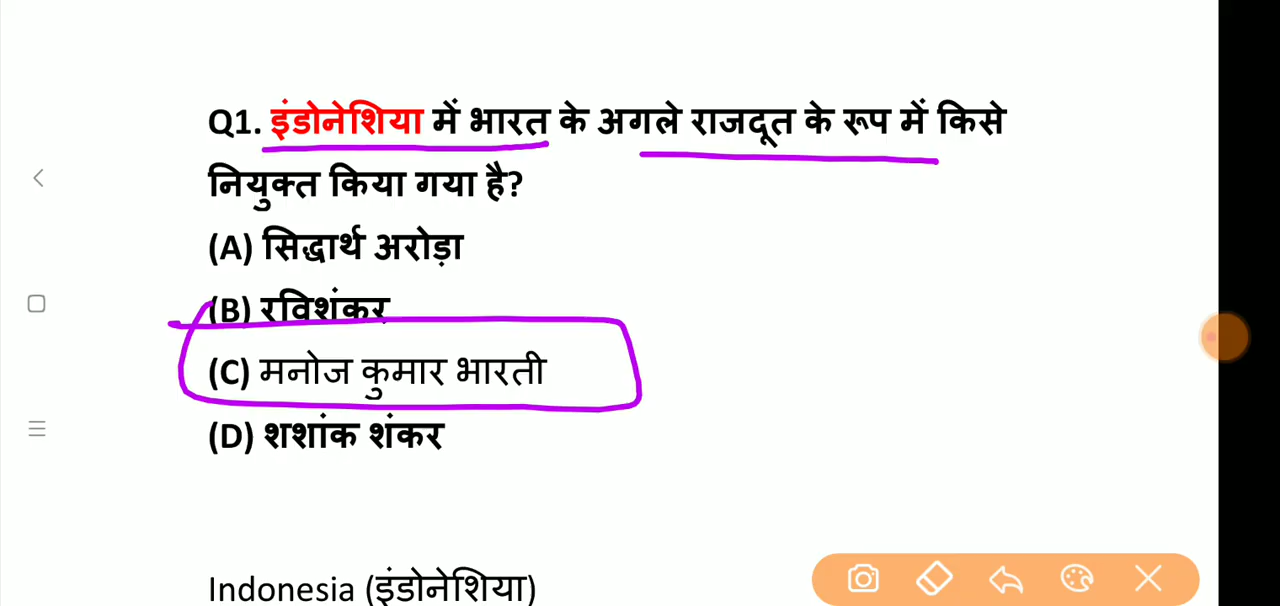 Q1. इंडोनेशिया में भारत के अगले राजदूत के रूप में किसे
नियुक्त किया गया है?
(A) सिद्धार्थ अरोड़ा
(B) रविशंकर
(C) मनोज कुमार भारती
(D) शशांक शंकर
Indonesia (इंडोनेशिया)